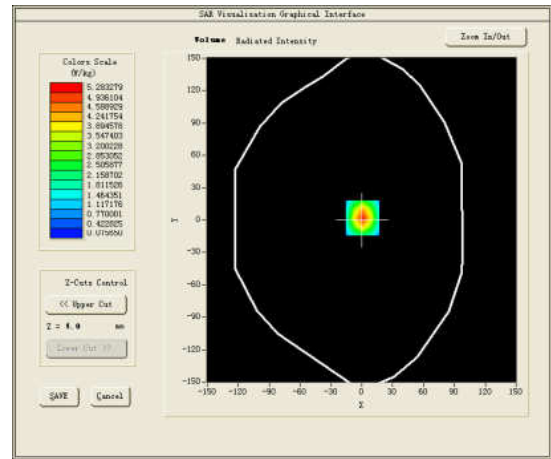 SAR Visualisation Graphical Interface
Volume Radiated Intensity
Zoom In/Out
Colors Scale
(W/kg)
5.283279
4.936104
4.588929
4.241754
3.894578
3.547403
3.200228
2.853052
2.505877
2.158702
1.811526
1.464351
1.117176
0.770001
0.422825
0.075650
Z-Cuts Control
<< Upper Cut
Z = mm
Lower Cut >>
SAVE
Cancel
150
120
90
60
30
0
-30
-60
-90
-120
-150
Y
-150 -120 -90 -60 -30 0 30 60 90 120 150
X